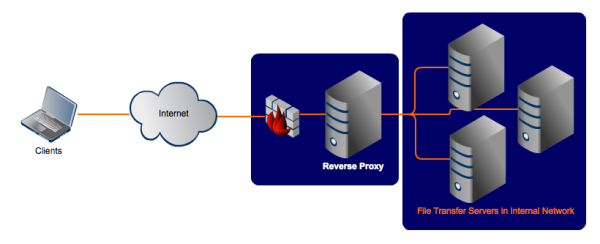 Clients
Internet
Reverse Proxy
File Transfer Servers in Internal Network